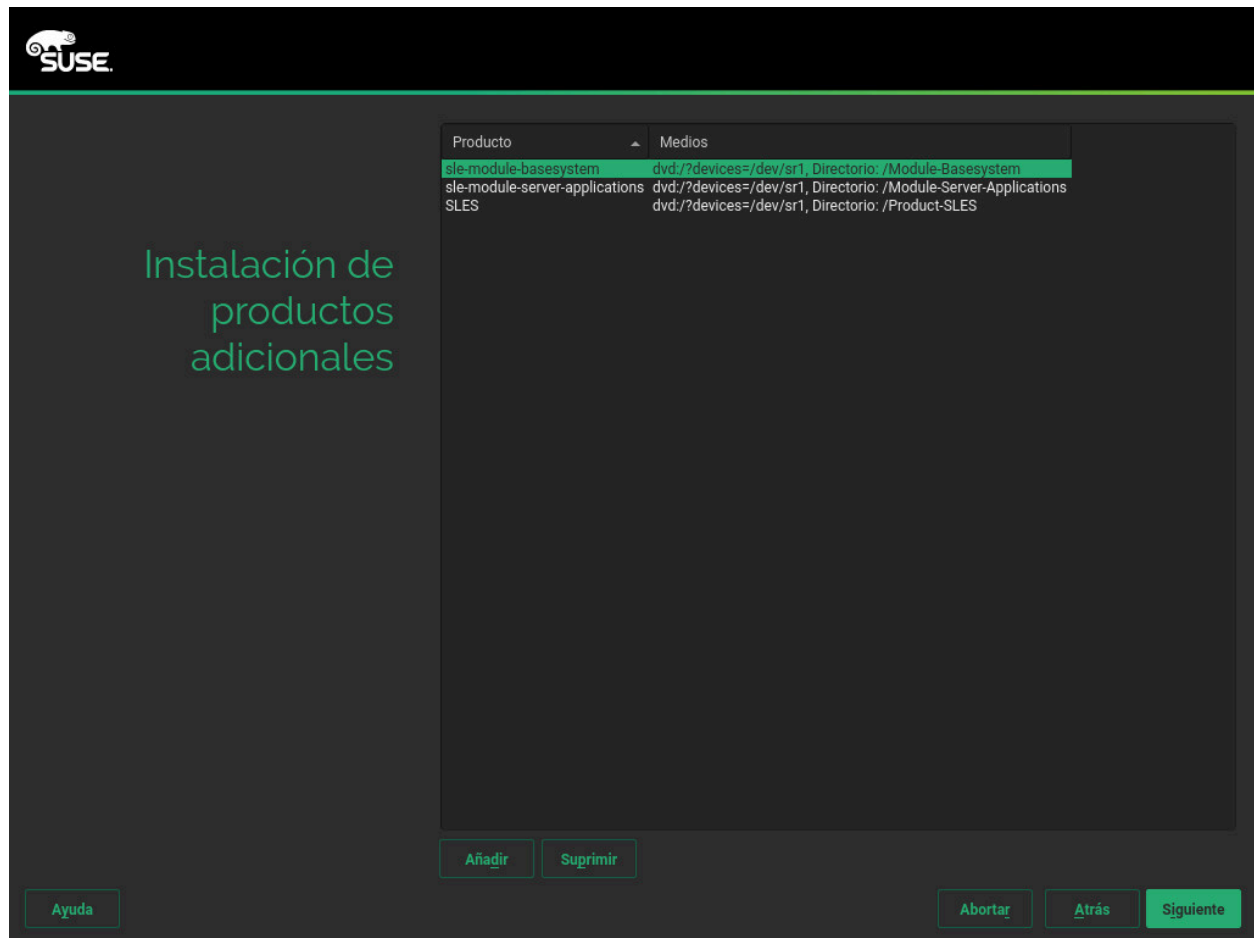 SUSE.
Producto Medios
sle-module-basesystem dvd:/?devices=/dev/sr1, Directorio: /Module-Basesystem
sle-module-server-applications dvd:/?devices=/dev/sr1, Directorio: /Module-Server-Applications
SLES dvd:/?devices=/dev/sr1, Directorio: /Product-SLES
Instalación de
productos
adicionales
Añadir Suprimir
Ayuda Abortar Atrás Siguiente